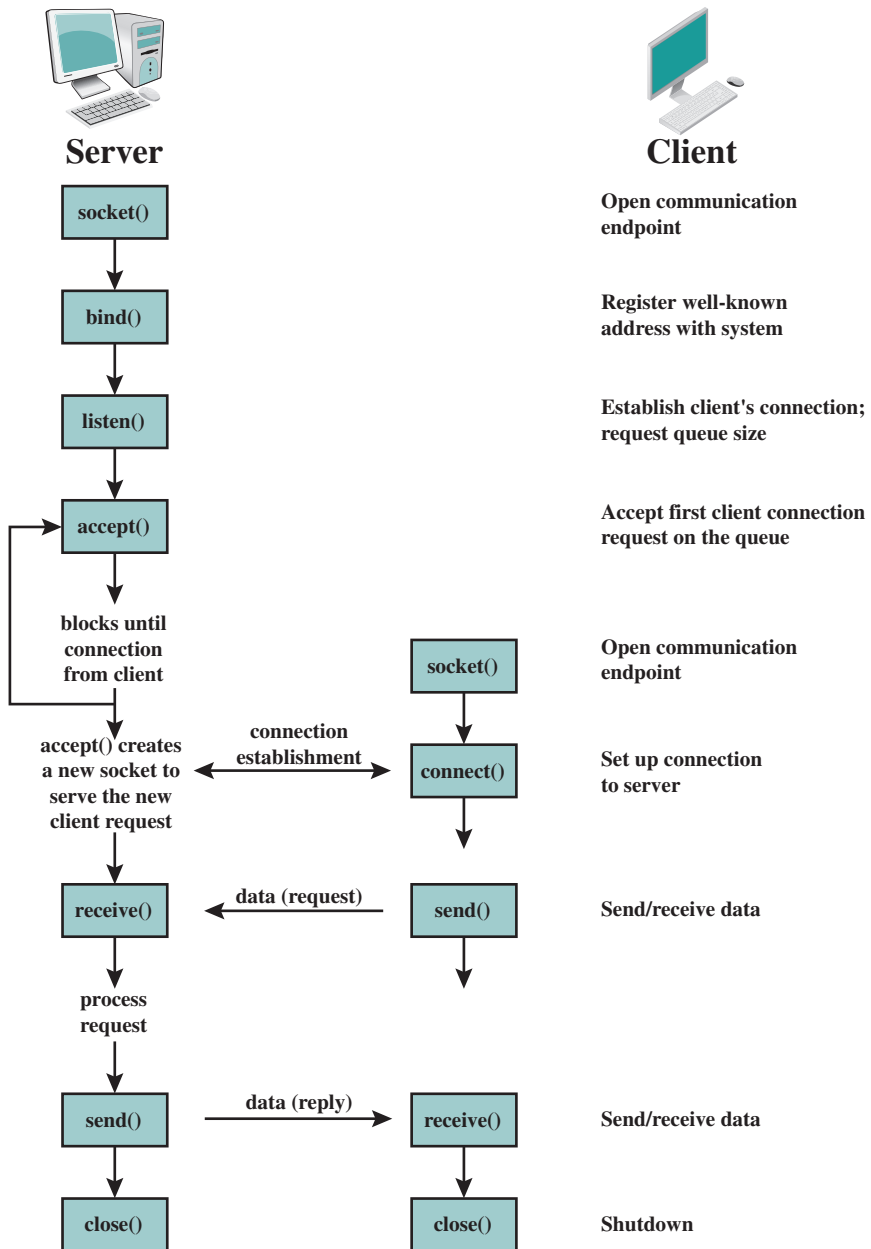 Server
Client
socket()
Open communication
endpoint
bind()
Register well-known
address with system
listen()
Establish client's connection;
request queue size
accept()
Accept first client connection
request on the queue
blocks until
connection
from client
socket()
Open communication
endpoint
accept() creates
a new socket to
serve the new
client request
connection
establishment
connect()
Set up connection
to server
receive()
data (request)
send()
Send/receive data
process
request
send()
data (reply)
receive()
Send/receive data
close()
close()
Shutdown